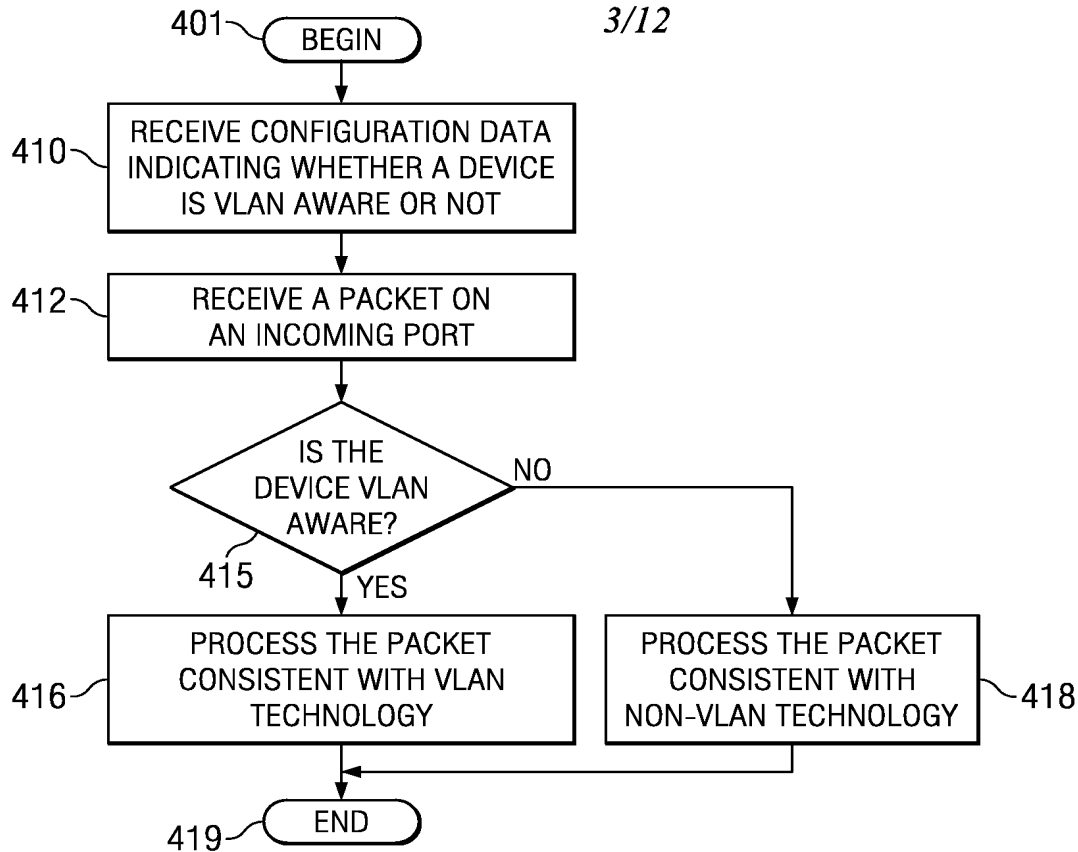 3/12
401
BEGIN
410
RECEIVE CONFIGURATION DATA
INDICATING WHETHER A DEVICE
IS VLAN AWARE OR NOT
412
RECEIVE A PACKET ON
AN INCOMING PORT
IS THE
DEVICE VLAN
AWARE?
NO
415
YES
416
PROCESS THE PACKET
CONSISTENT WITH VLAN
TECHNOLOGY
PROCESS THE PACKET
CONSISTENT WITH
NON-VLAN TECHNOLOGY
418
END
419